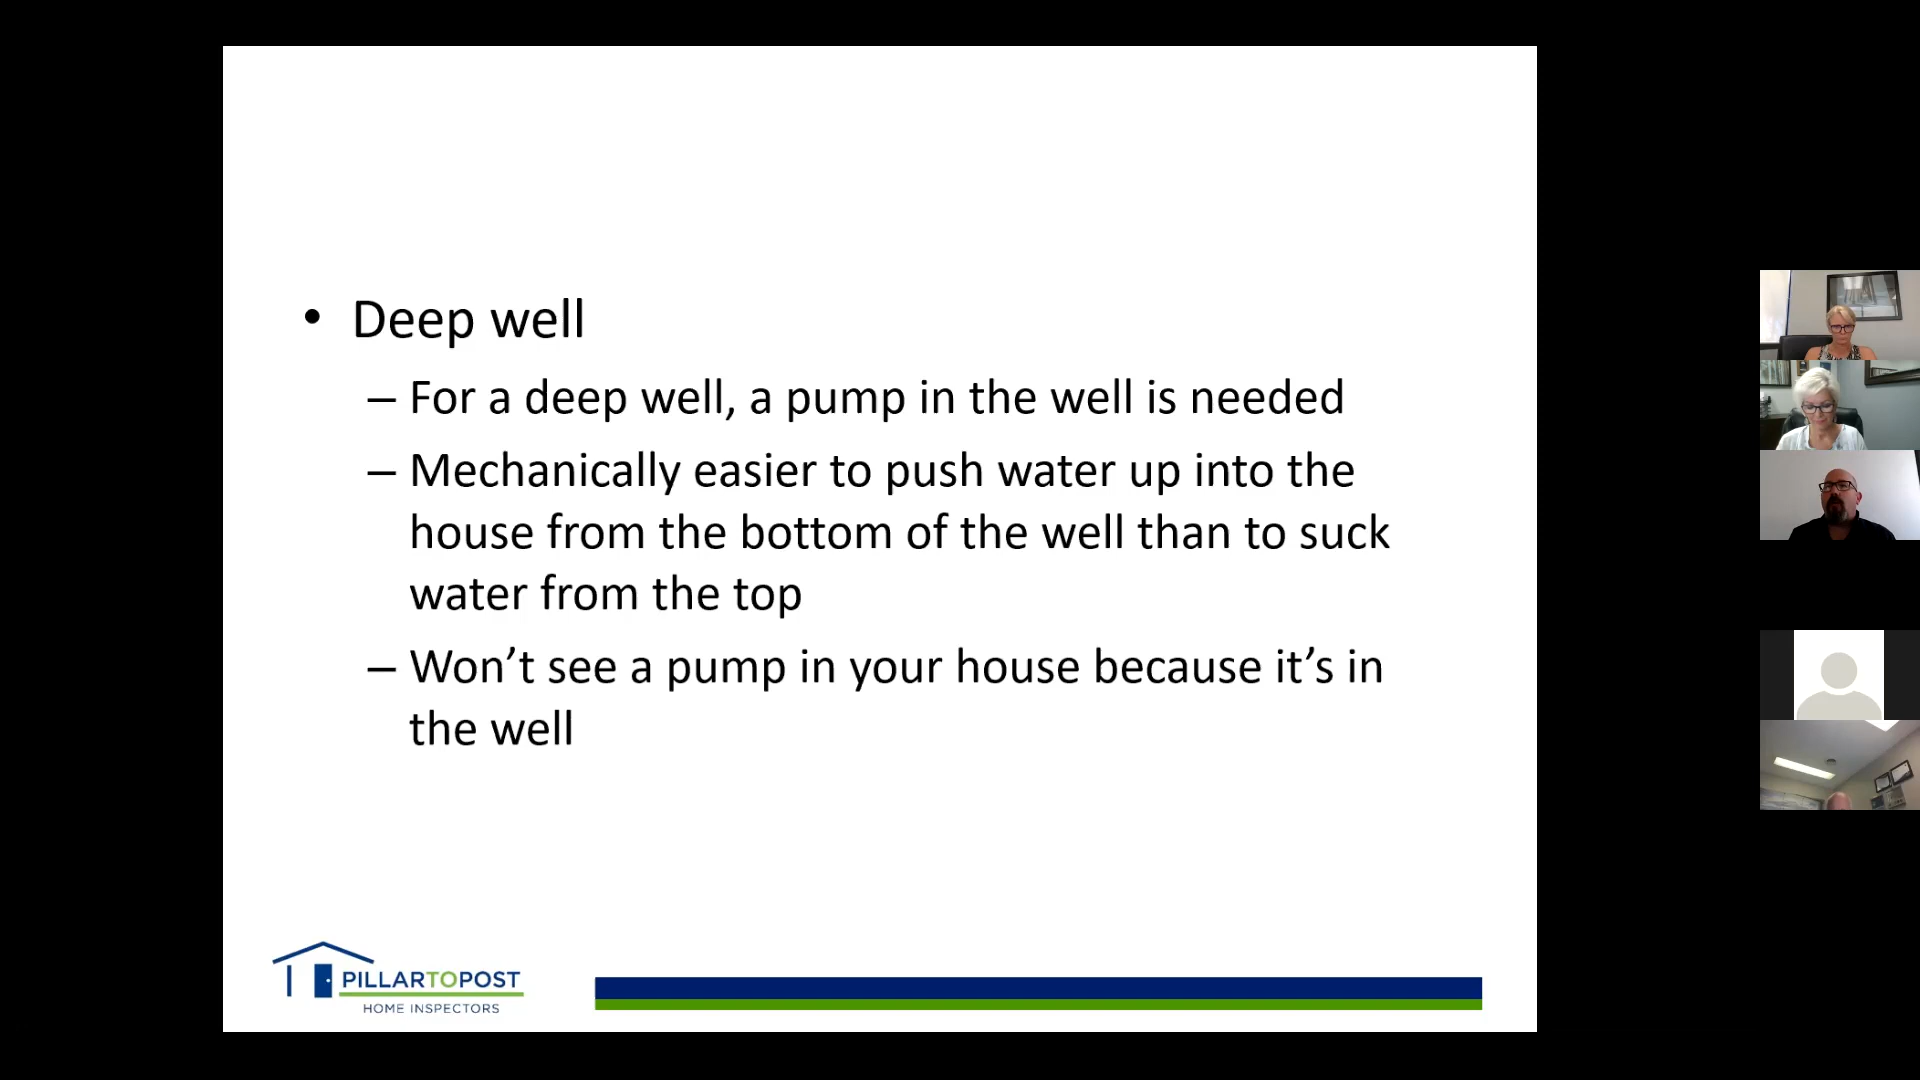 • Deep well
– For a deep well, a pump in the well is needed
– Mechanically easier to push water up into the
house from the bottom of the well than to suck
water from the top
– Won’t see a pump in your house because it’s in
the well
PILLARTOPOST
HOME INSPECTORS